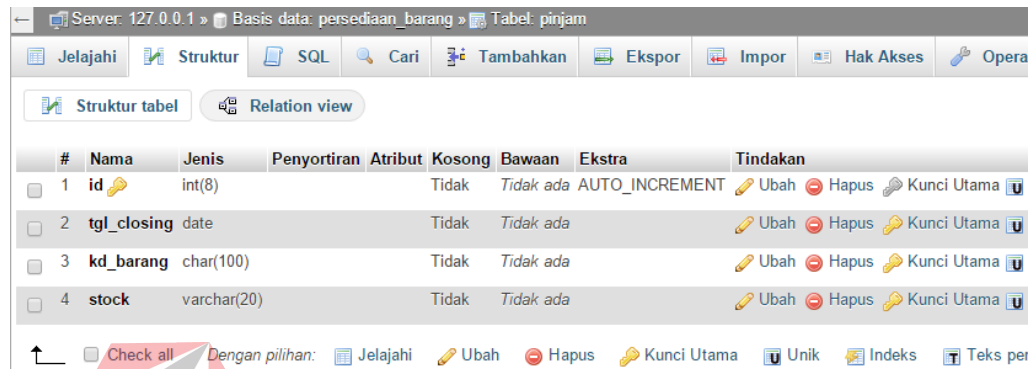 Server: 127.0.0.1 » Basis data: persediaan_barang » Tabel: pinjam
Jelajahi Struktur SQL Cari Tambahkan Ekspor Impor Hak Akses Opera
Struktur tabel Relation view
# Nama Jenis Penyortiran Atribut Kosong Bawaan Ekstra Tindakan
1 id int(8) Tidak Tidak ada AUTO_INCREMENT Ubah Hapus Kunci Utama U
2 tgl_closing date Tidak Tidak ada Ubah Hapus Kunci Utama U
3 kd_barang char(100) Tidak Tidak ada Ubah Hapus Kunci Utama U
4 stock varchar(20) Tidak Tidak ada Ubah Hapus Kunci Utama U
Check all Dengan pilihan: Jelajahi Ubah Hapus Kunci Utama U Unik Indeks T Teks pe